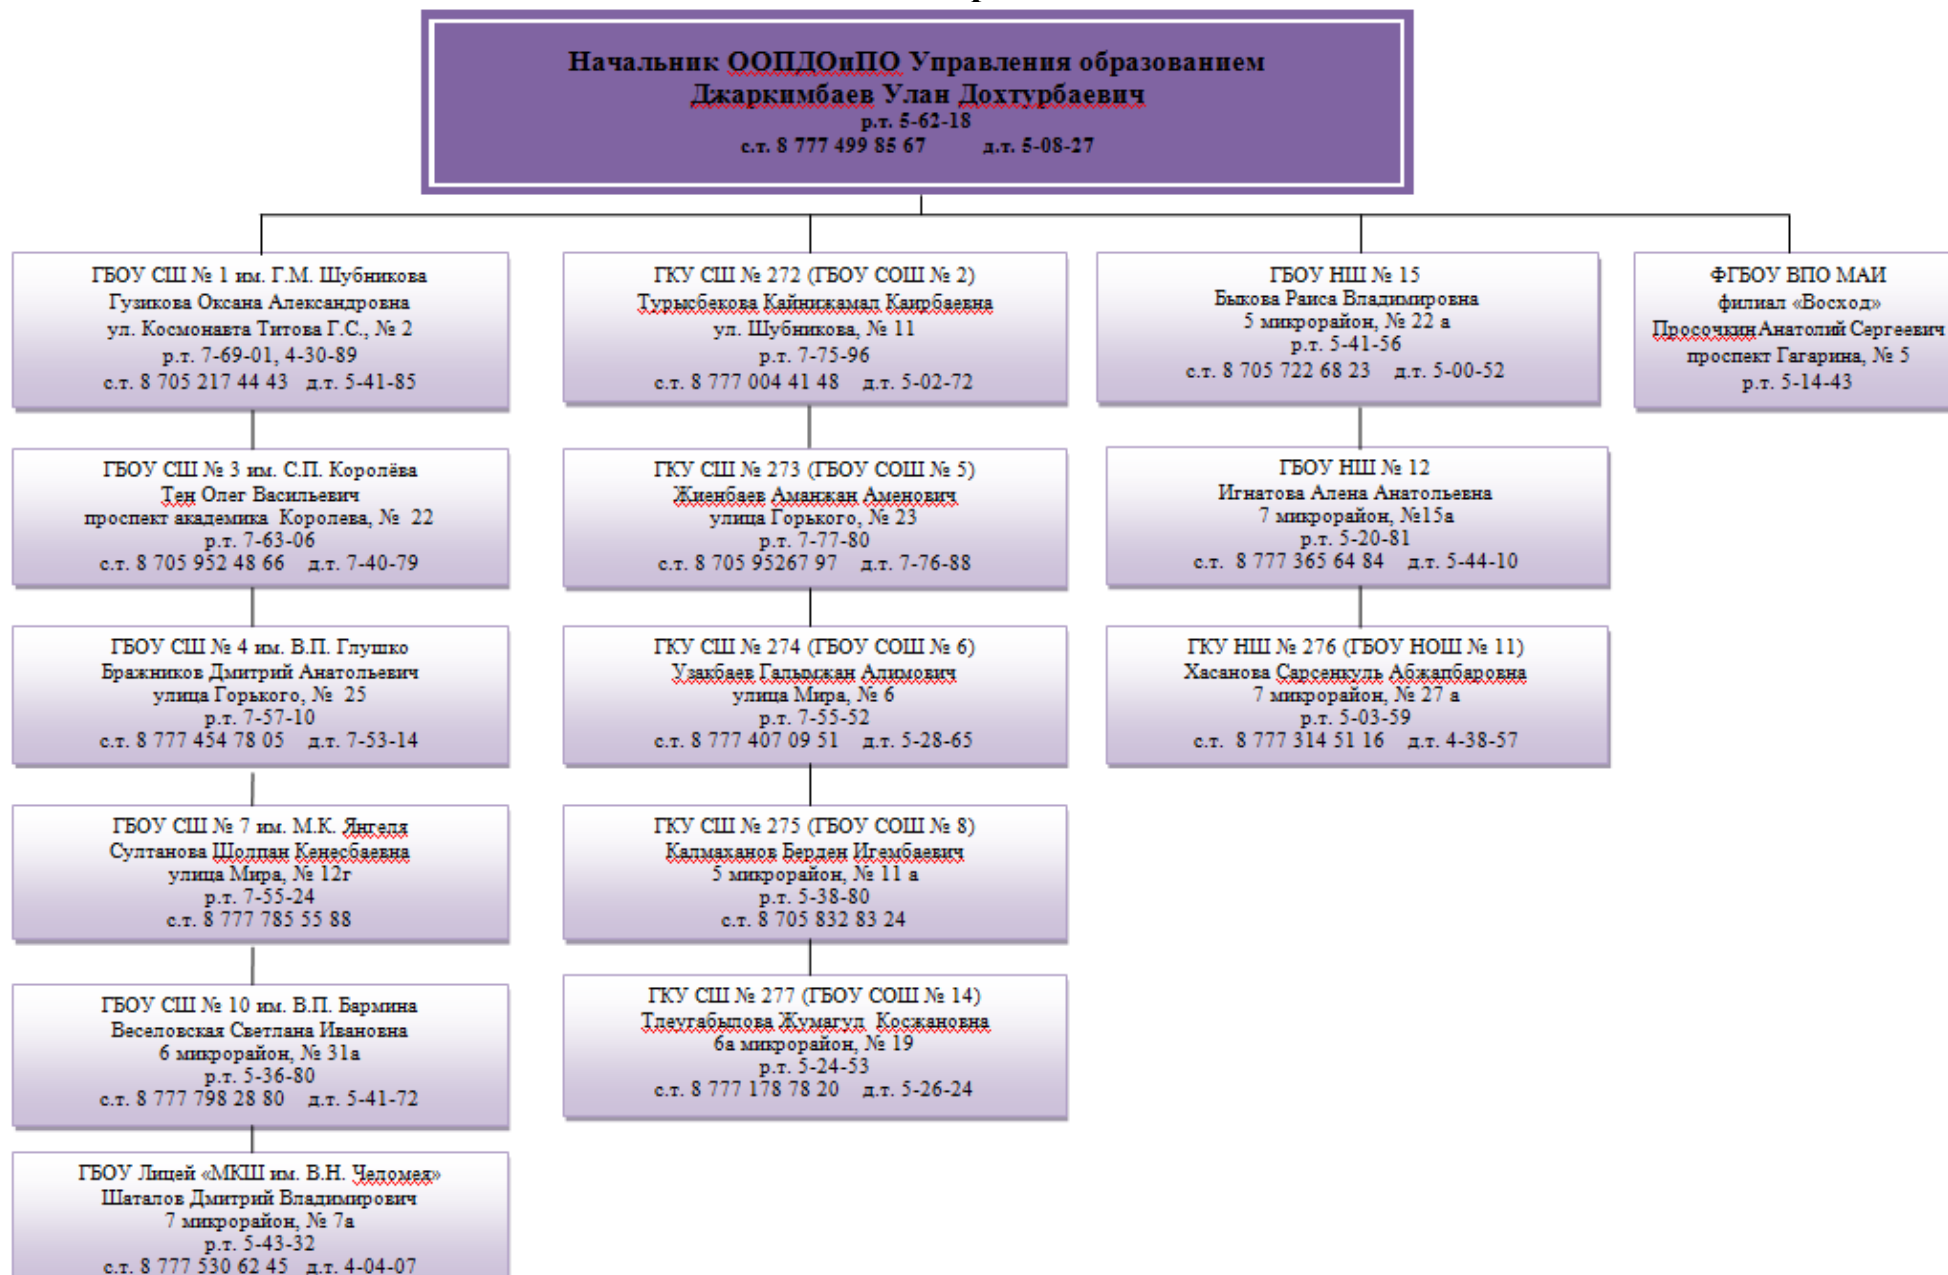 Начальник ООПДОиПО Управления образованием
Джаркимбаев Улан Дохтурбаевич
р.т. 5-62-18
с.т. 8 777 499 85 67 д.т. 5-08-27
ГБОУ СШ № 1 им. Г.М. Шубникова
Гузикова Оксана Александровна
ул. Космонавта Титова Г.С., № 2
р.т. 7-69-01, 4-30-89
с.т. 8 705 217 44 43 д.т. 5-41-85
ГБОУ СШ № 3 им. С.П. Королёва
Тен Олег Васильевич
проспект академика Королева, № 22
р.т. 7-63-06
с.т. 8 705 952 48 66 д.т. 7-40-79
ГБОУ СШ № 4 им. В.П. Глушко
Бражников Дмитрий Анатольевич
улица Горького, № 25
р.т. 7-57-10
с.т. 8 777 454 78 05 д.т. 7-53-14
ГБОУ СШ № 7 им. М.К. Янгеля
Султанова Шолпан Кенесбаевна
улица Мира, № 12г
р.т. 7-55-24
с.т. 8 777 785 55 88
ГБОУ СШ № 10 им. В.П. Бармина
Веселовская Светлана Ивановна
6 микрорайон, № 31а
р.т. 5-36-80
с.т. 8 777 798 28 80 д.т. 5-41-72
ГБОУ Лицей «МКШ им. В.Н. Челомея»
Шаталов Дмитрий Владимирович
7 микрорайон, № 7а
р.т. 5-43-32
с.т. 8 777 530 62 45 д.т. 4-04-07
ГКУ СШ № 272 (ГБОУ СОШ № 2)
Турысбекова Кайнижамал Каирбаевна
ул. Шубникова, № 11
р.т. 7-75-96
с.т. 8 777 004 41 48 д.т. 5-02-72
ГКУ СШ № 273 (ГБОУ СОШ № 5)
Жиенбаев Аманжан Аменович
улица Горького, № 23
р.т. 7-77-80
с.т. 8 705 95267 97 д.т. 7-76-88
ГКУ СШ № 274 (ГБОУ СОШ № 6)
Узакбаев Галымжан Алимович
улица Мира, № 6
р.т. 7-55-52
с.т. 8 777 407 09 51 д.т. 5-28-65
ГКУ СШ № 275 (ГБОУ СОШ № 8)
Калмаханов Берден Игембаевич
5 микрорайон, № 11 а
р.т. 5-38-80
с.т. 8 705 832 83 24
ГКУ СШ № 277 (ГБОУ СОШ № 14)
Тлеугабылова Жумагул Косжановна
6а микрорайон, № 19
р.т. 5-24-53
с.т. 8 777 178 78 20 д.т. 5-26-24
ГБОУ НШ № 15
Быкова Раиса Владимировна
5 микрорайон, № 22 а
р.т. 5-41-56
с.т. 8 705 722 68 23 д.т. 5-00-52
ГБОУ НШ № 12
Игнатова Алена Анатольевна
7 микрорайон, №15а
р.т. 5-20-81
с.т. 8 777 365 64 84 д.т. 5-44-10
ГКУ НШ № 276 (ГБОУ НОШ № 11)
Хасанова Сарсенкуль Абжапбаровна
7 микрорайон, № 27 а
р.т. 5-03-59
с.т. 8 777 314 51 16 д.т. 4-38-57
ФГБОУ ВПО МАИ
филиал «Восход»
Просочкин Анатолий Сергеевич
проспект Гагарина, № 5
р.т. 5-14-43